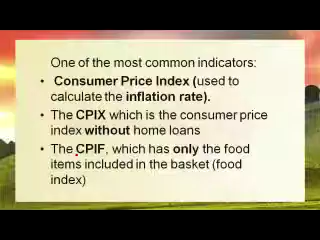 One of the most common indicators:
• Consumer Price Index (used to
calculate the inflation rate).
• The CPIX which is the consumer price
index without home loans
• The CPIF, which has only the food
items included in the basket (food
index)